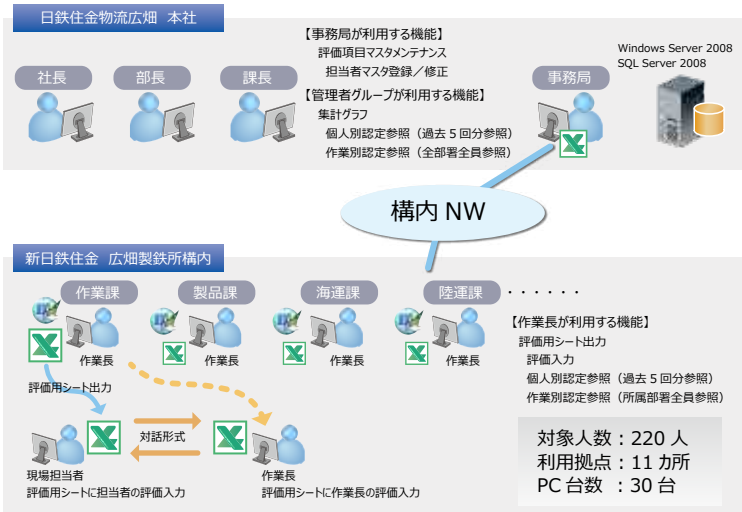 日鉄住金物流広畑 本社
【事務局が利用する機能】
評価項目マスタメンテナンス
担当者マスタ登録／修正
【管理者グループが利用する機能】
集計グラフ
個人別認定参照（過去５回分参照）
作業別認定参照（全部署全員参照）
社長
部長
課長
事務局
Windows Server 2008
SQL Server 2008
構内 NW
新日鉄住金 広畑製鉄所構内
作業課
製品課
海運課
陸運課
・・・・・・
作業長
作業長
作業長
作業長
【作業長が利用する機能】
評価用シート出力
評価入力
個人別認定参照（過去５回分参照）
作業別認定参照（所属部署全員参照）
評価用シート出力
対話形式
現場担当者
評価用シートに担当者の評価入力
作業長
評価用シートに作業長の評価入力
対象人数：220 人
利用拠点：11 カ所
PC 台数 ：30 台